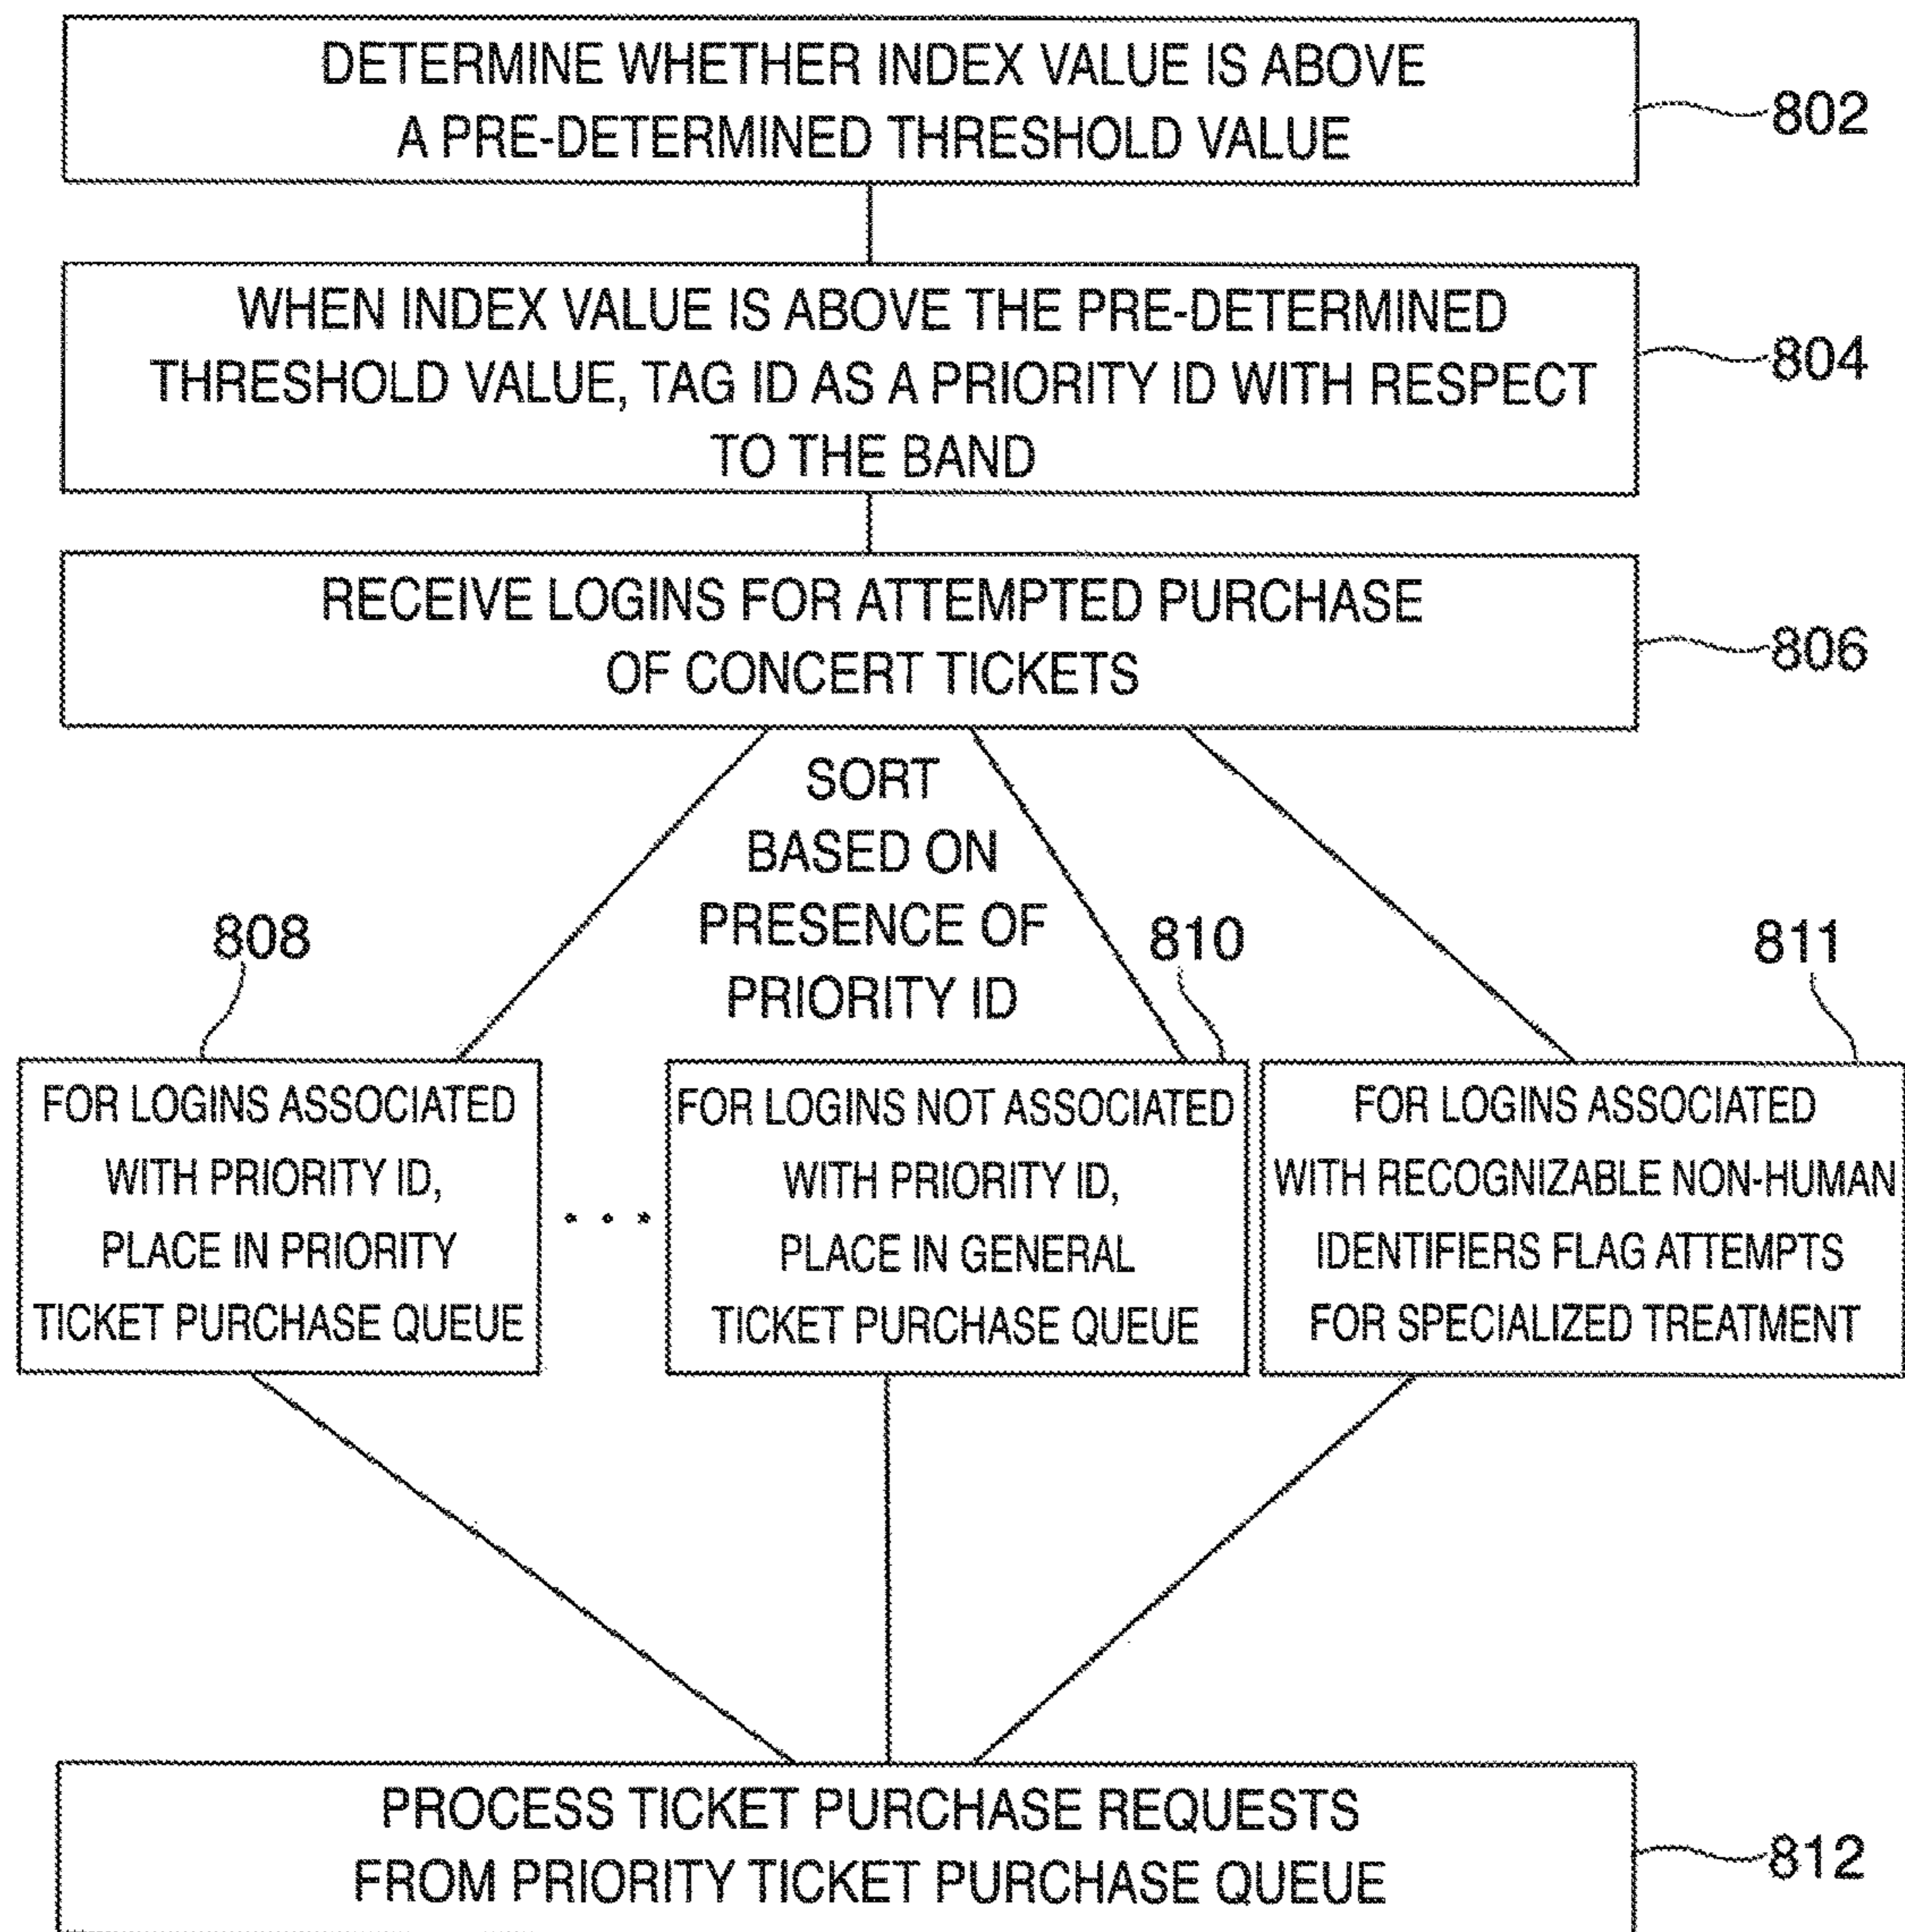 DETERMINE WHETHER INDEX VALUE IS ABOVE
A PRE-DETERMINED THRESHOLD VALUE
802
WHEN INDEX VALUE IS ABOVE THE PRE-DETERMINED
THRESHOLD VALUE, TAG ID AS A PRIORITY ID WITH RESPECT
TO THE BAND
804
RECEIVE LOGINS FOR ATTEMPTED PURCHASE
OF CONCERT TICKETS
806
SORT
BASED ON
PRESENCE OF
PRIORITY ID
808
FOR LOGINS ASSOCIATED
WITH PRIORITY ID,
PLACE IN PRIORITY
TICKET PURCHASE QUEUE
. . .
810
FOR LOGINS NOT ASSOCIATED
WITH PRIORITY ID,
PLACE IN GENERAL
TICKET PURCHASE QUEUE
811
FOR LOGINS ASSOCIATED
WITH RECOGNIZABLE NON-HUMAN
IDENTIFIERS FLAG ATTEMPTS
FOR SPECIALIZED TREATMENT
PROCESS TICKET PURCHASE REQUESTS
FROM PRIORITY TICKET PURCHASE QUEUE
812